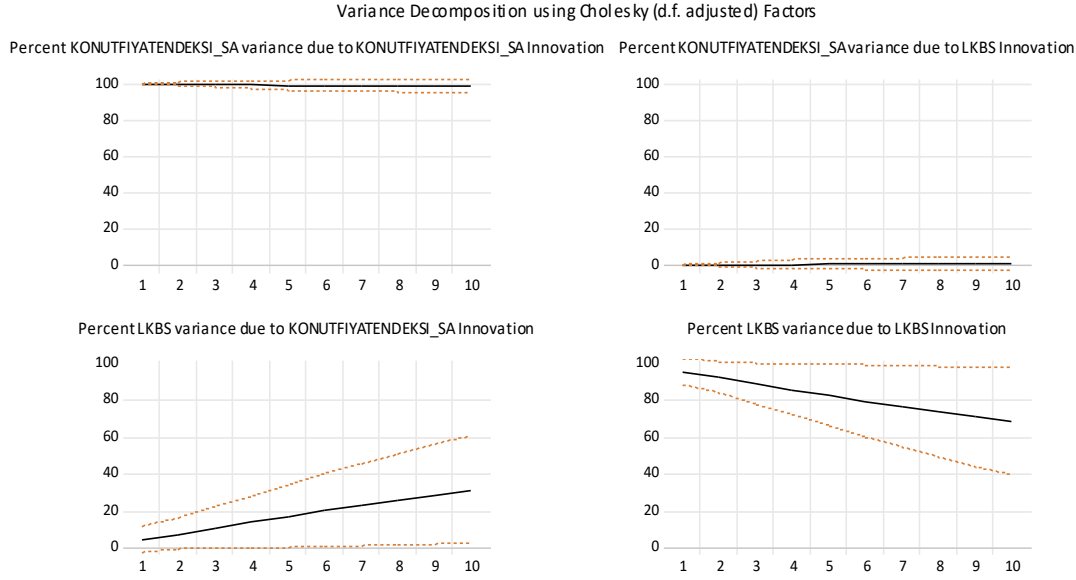 Variance Decomposition using Cholesky (d.f. adjusted) Factors
Percent KONUTFIYATENDEKSI_SA variance due to KONUTFIYATENDEKSI_SA Innovation
100
80
60
40
20
0
1 2 3 4 5 6 7 8 9 10
Percent KONUTFIYATENDEKSI_SA variance due to LKBS Innovation
100
80
60
40
20
0
1 2 3 4 5 6 7 8 9 10
Percent LKBS variance due to KONUTFIYATENDEKSI_SA Innovation
100
80
60
40
20
0
1 2 3 4 5 6 7 8 9 10
Percent LKBS variance due to LKBS Innovation
100
80
60
40
20
0
1 2 3 4 5 6 7 8 9 10